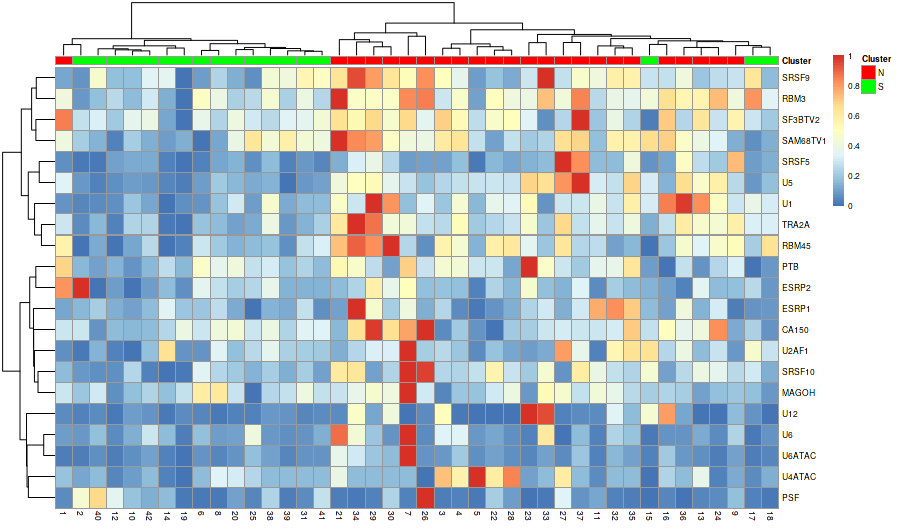 Cluster
SRSF9
RBM3
SF3BTV2
SAM68TV1
SRSF5
U5
U1
TRA2A
RBM45
PTB
ESRP2
ESRP1
CA150
U2AF1
SRSF10
MAGOH
U12
U6
U6ATAC
U4ATAC
PSF
1 2 40 12 10 42 14 19 6 8 20 25 38 39 31 41 21 34 29 30 7 26 3 4 5 22 28 23 33 27 37 11 32 35 15 16 36 13 24 9 17 18
1
0.8
0.6
0.4
0.2
0
Cluster
N
S